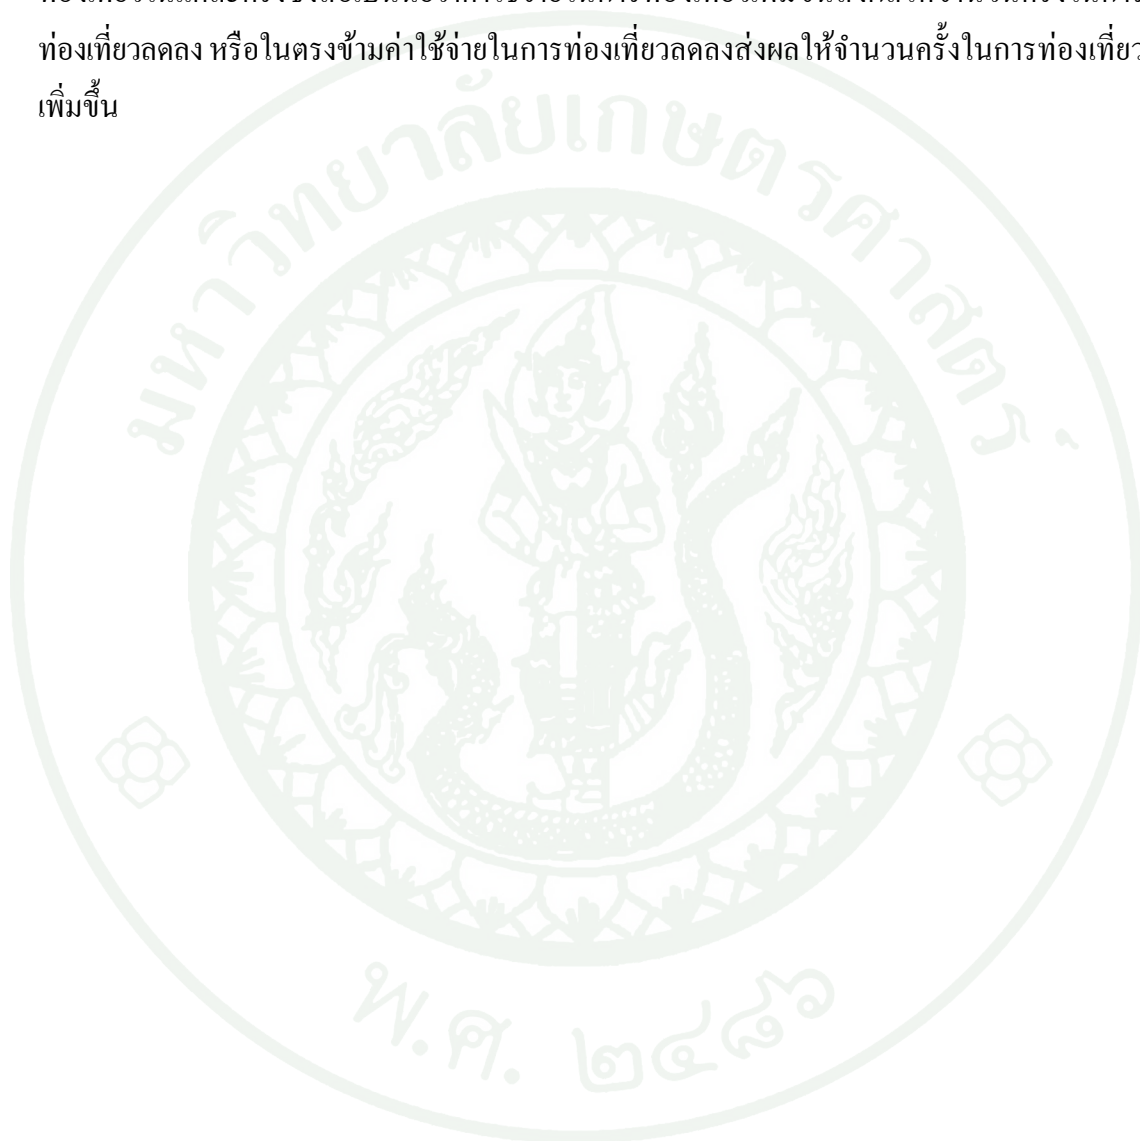 ท่องเที่ยวลดลง หรือในตรงข้ามค่าใช้จ่ายในการท่องเที่ยวลดลงส่งผลให้จำนวนครั้งในการท่องเที่ยว
เพิ่มขึ้น
มหาวิทยาลัยเกษตรศาสตร์
พ.ศ. ๒๔๘๖